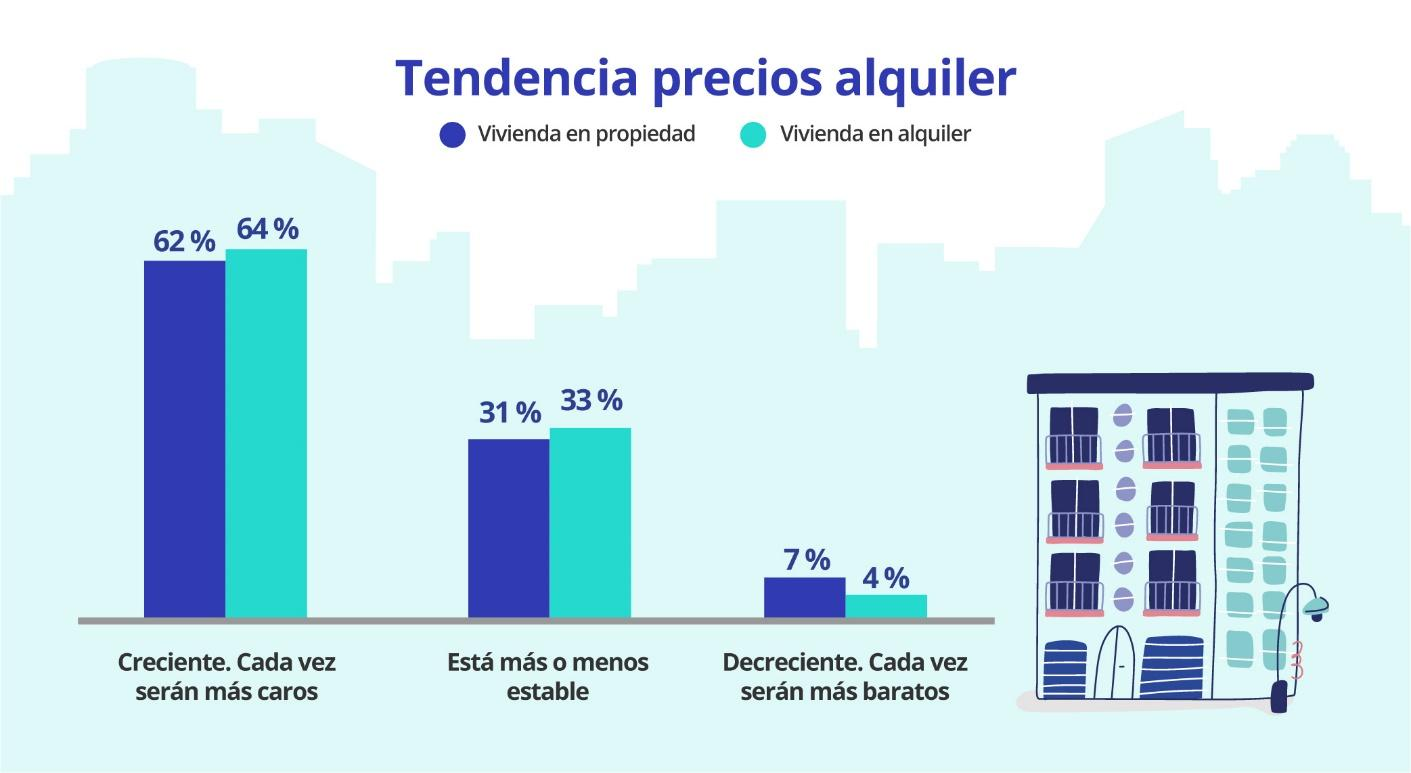 Tendencia precios alquiler
Vivienda en propiedad Vivienda en alquiler
62 % 64 %
31 % 33 %
7 % 4 %
Creciente. Cada vez
serán más caros
Está más o menos
estable
Decreciente. Cada vez
serán más baratos